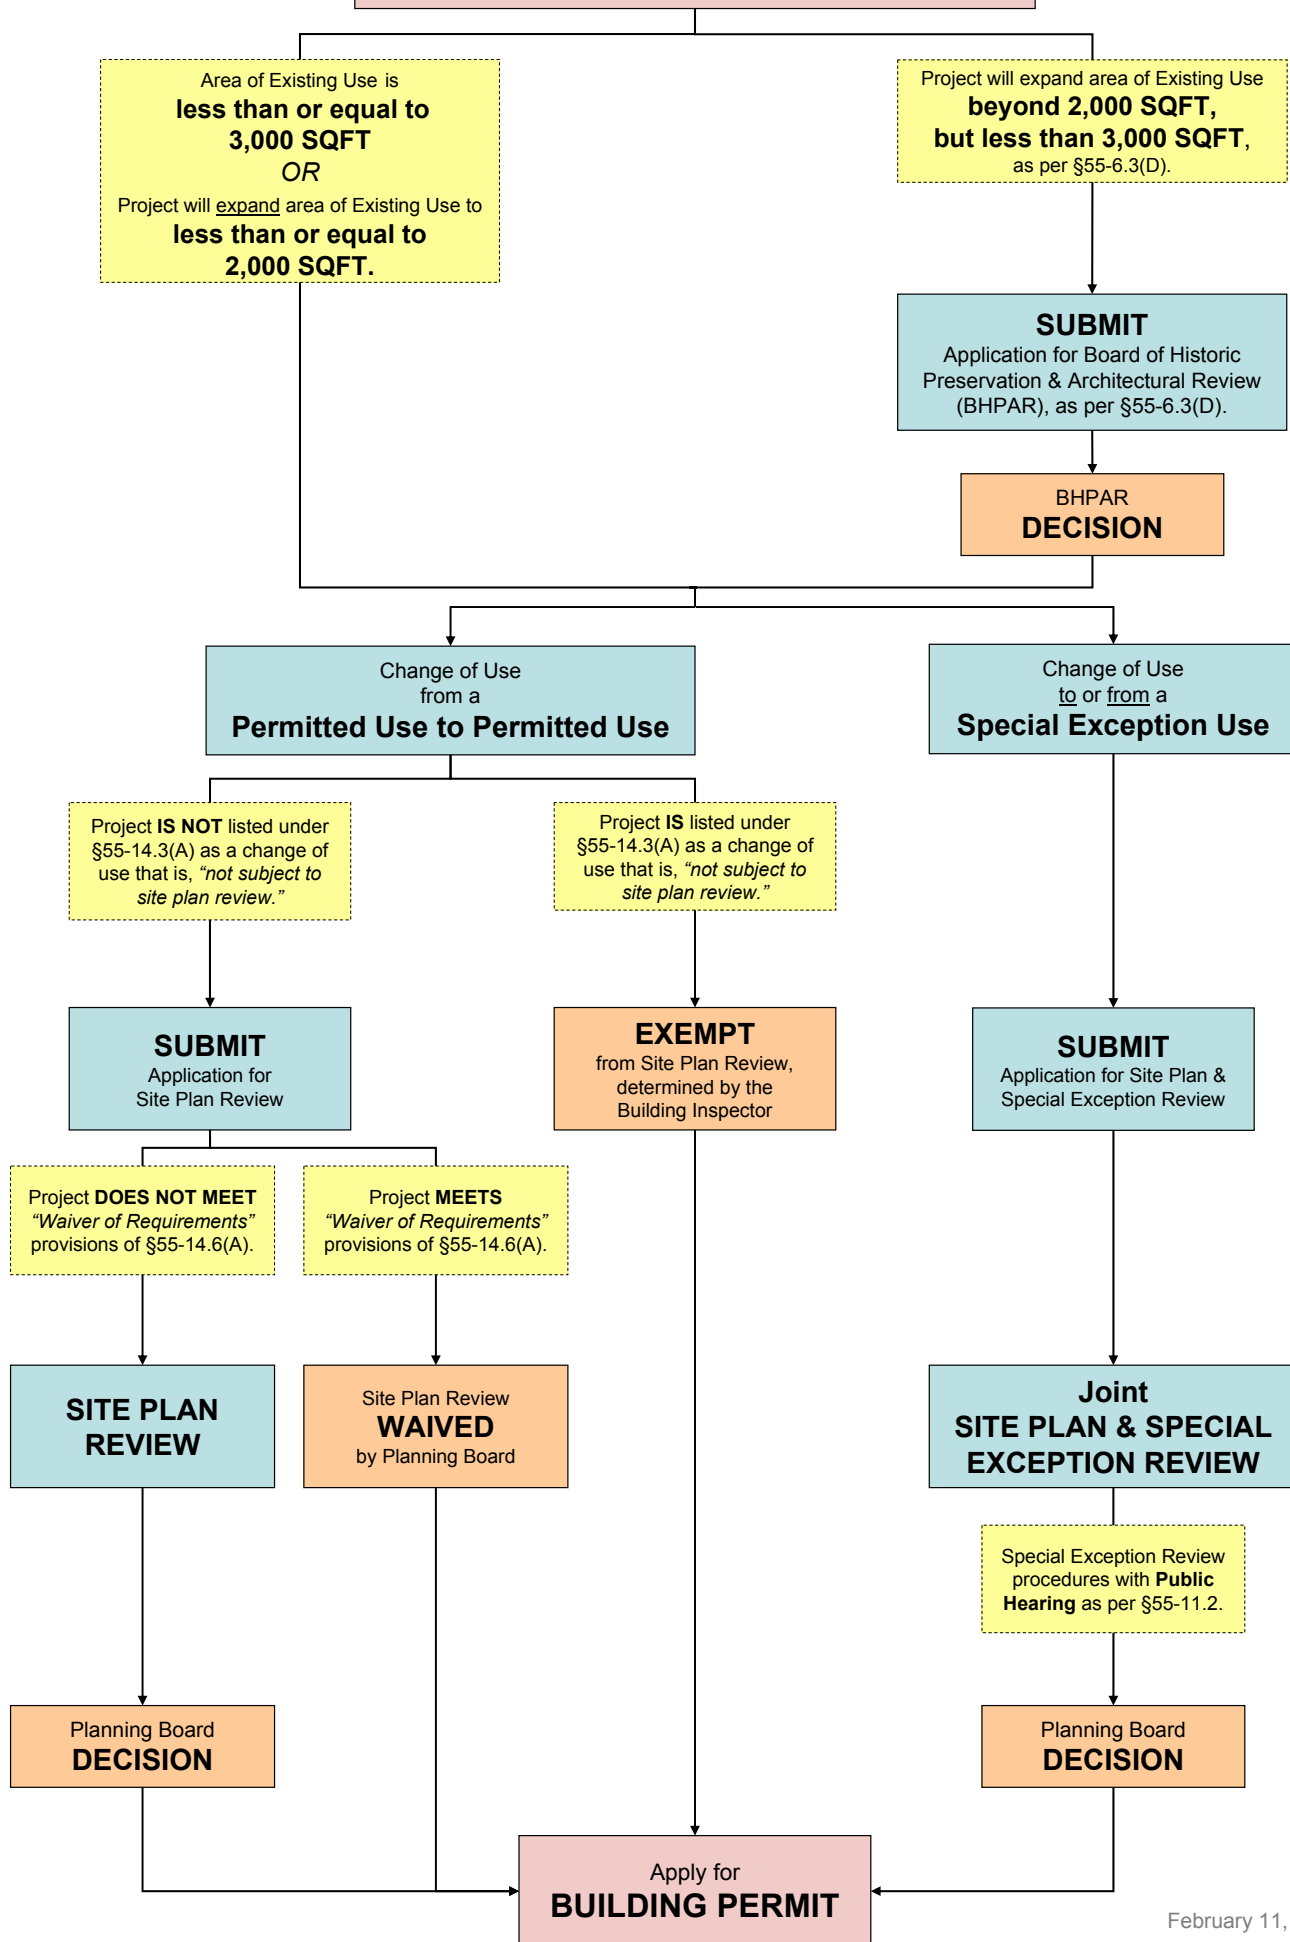 Area of Existing Use is
less than or equal to
3,000 SQFT
OR
Project will expand area of Existing Use to
less than or equal to
2,000 SQFT.
Project will expand area of Existing Use
beyond 2,000 SQFT,
but less than 3,000 SQFT,
as per §55-6.3(D).
SUBMIT
Application for Board of Historic
Preservation & Architectural Review
(BHPAR), as per §55-6.3(D).
BHPAR
DECISION
Change of Use
from a
Permitted Use to Permitted Use
Change of Use
to or from a
Special Exception Use
Project IS NOT listed under
§55-14.3(A) as a change of
use that is, “not subject to
site plan review.”
Project IS listed under
§55-14.3(A) as a change of
use that is, “not subject to
site plan review.”
SUBMIT
Application for
Site Plan Review
EXEMPT
from Site Plan Review,
determined by the
Building Inspector
SUBMIT
Application for Site Plan &
Special Exception Review
Project DOES NOT MEET
“Waiver of Requirements”
provisions of §55-14.6(A).
Project MEETS
“Waiver of Requirements”
provisions of §55-14.6(A).
SITE PLAN
REVIEW
Site Plan Review
WAIVED
by Planning Board
Joint
SITE PLAN & SPECIAL
EXCEPTION REVIEW
Special Exception Review
procedures with Public
Hearing as per §55-11.2.
Planning Board
DECISION
Planning Board
DECISION
Apply for
BUILDING PERMIT
February 11,